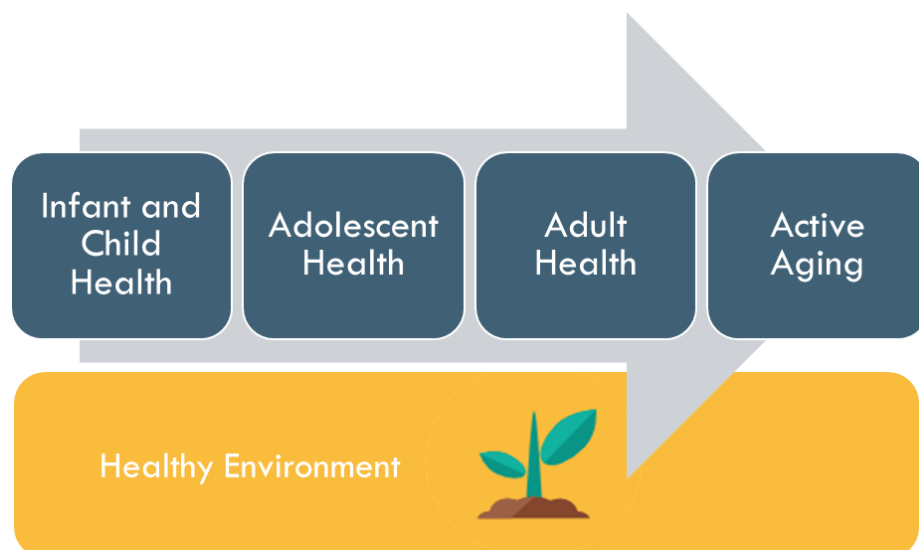 Infant and
Child
Health
Adolescent
Health
Adult
Health
Active
Aging
Healthy Environment